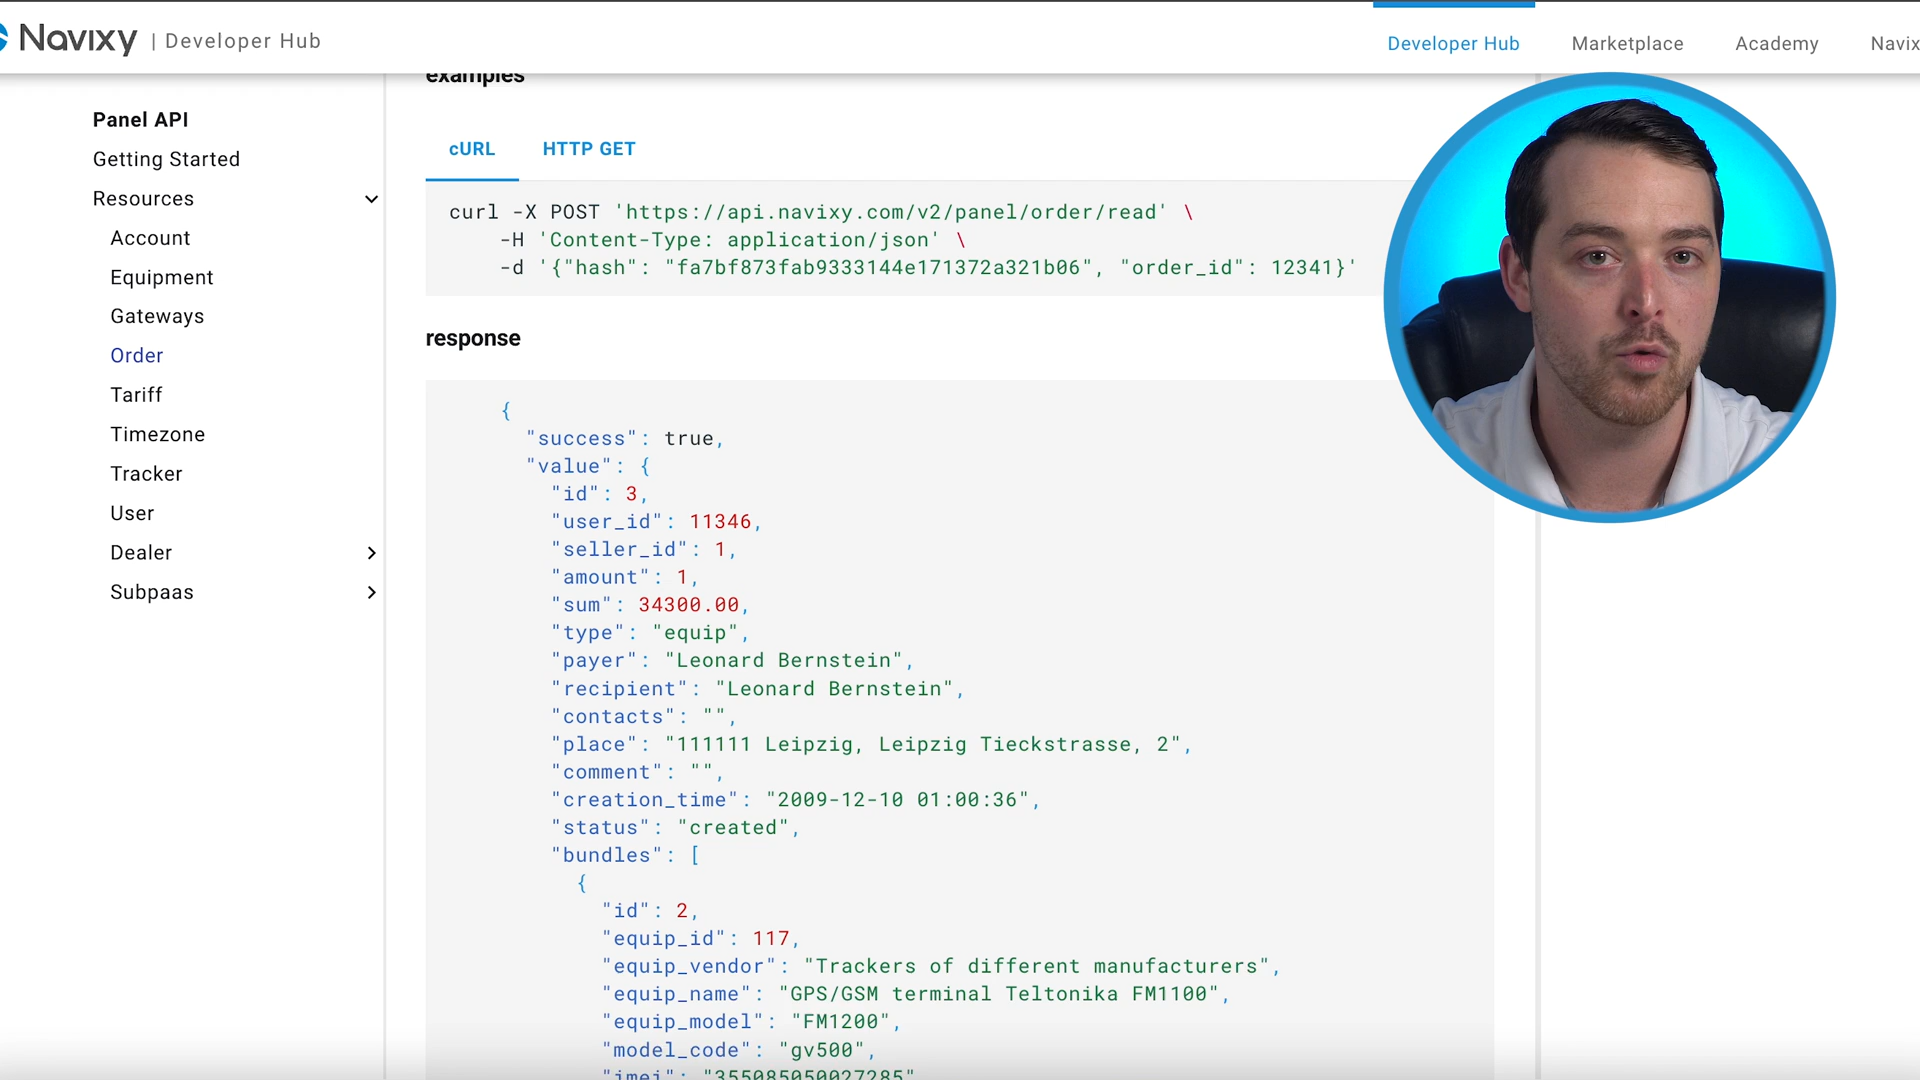 Navixy | Developer Hub
Developer Hub
Marketplace
Academy
Navix
Panel API
Getting Started
Resources
Account
Equipment
Gateways
Order
Tariff
Timezone
Tracker
User
Dealer
Subpaas
examples
cURL
HTTP GET
curl -X POST 'https://api.navixy.com/v2/panel/order/read' \
-H 'Content-Type: application/json' \
-d '{"hash": "fa7bf873fab9333144e171372a321b06", "order_id": 12341}'
response
{
"success": true,
"value": {
"id": 3,
"user_id": 11346,
"seller_id": 1,
"amount": 1,
"sum": 34300.00,
"type": "equip",
"payer": "Leonard Bernstein",
"recipient": "Leonard Bernstein",
"contacts": "",
"place": "111111 Leipzig, Leipzig Tieckstrasse, 2",
"comment": "",
"creation_time": "2009-12-10 01:00:36",
"status": "created",
"bundles": [
{
"id": 2,
"equip_id": 117,
"equip_vendor": "Trackers of different manufacturers",
"equip_name": "GPS/GSM terminal Teltonika FM1100",
"equip_model": "FM1200",
"model_code": "gv500",
"imei": "355085050027285"